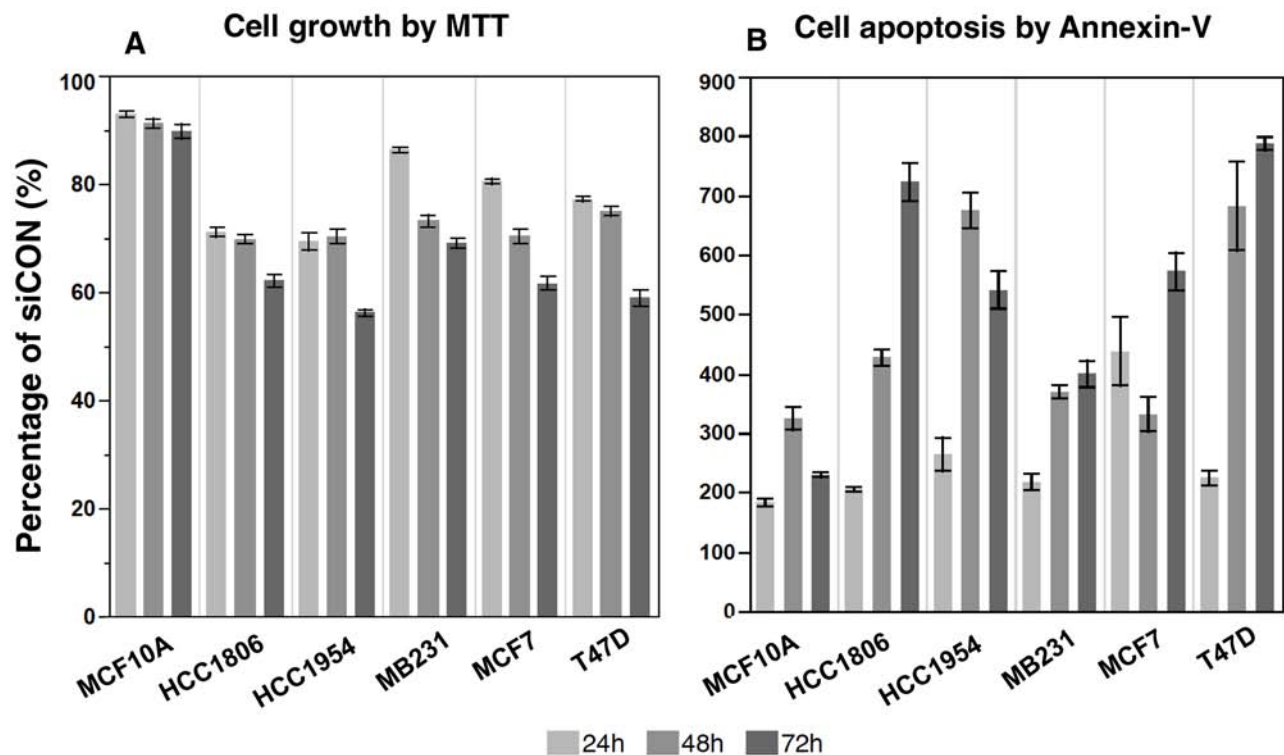 A
Cell growth by MTT
B
Cell apoptosis by Annexin-V
Percentage of siCON (%)
100
80
60
40
20
0
MCF10A
HCC1806
HCC1954
MB231
MCF7
T47D
900
800
700
600
500
400
300
200
100
0
MCF10A
HCC1806
HCC1954
MB231
MCF7
T47D
24h 48h 72h